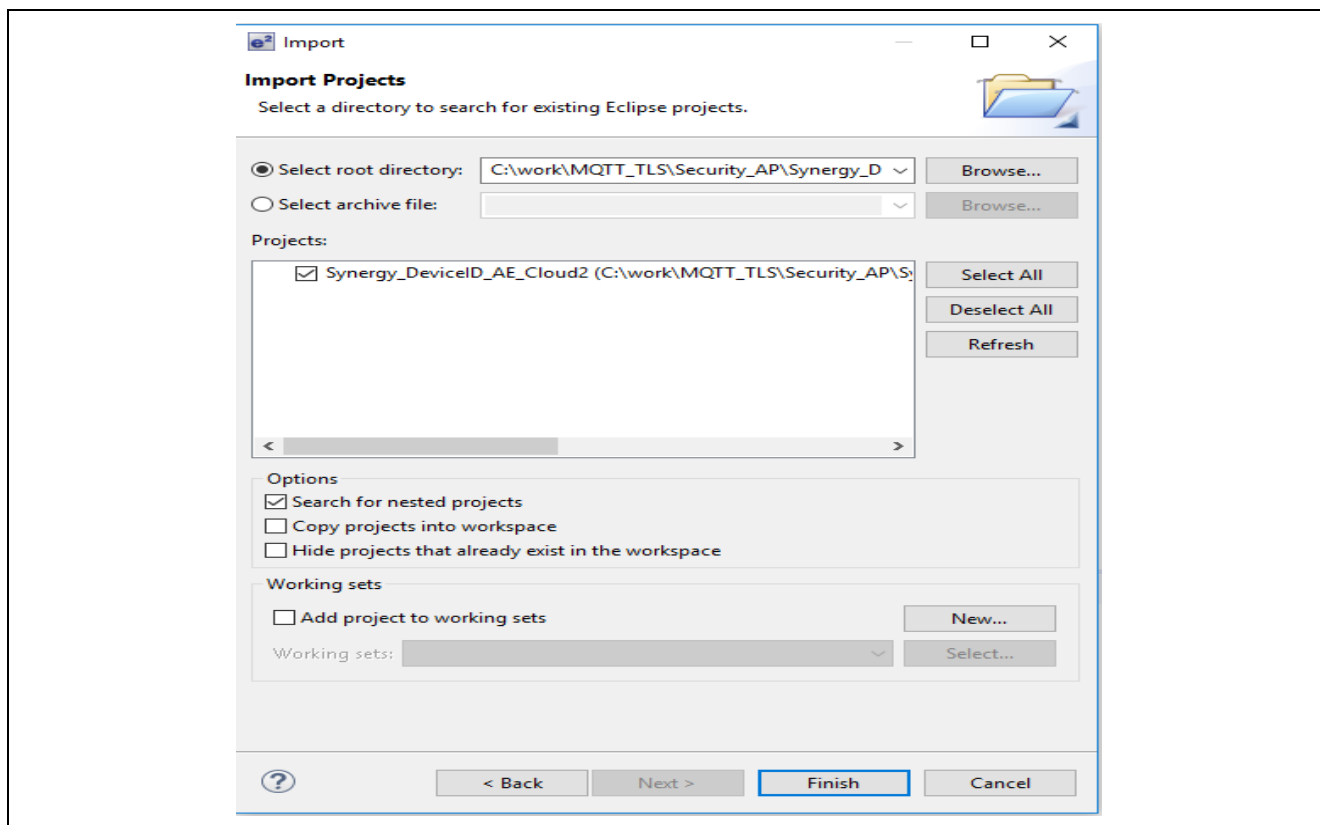 e² Import
Import Projects
Select a directory to search for existing Eclipse projects.
Select root directory: C:\work\MQTT_TLS\Security_AP\Synergy_D Browse...
Select archive file: Browse...
Projects:
Synergy_DeviceID_AE_Cloud2 (C:\work\MQTT_TLS\Security_AP\Sy Select All
Deselect All
Refresh
Options
Search for nested projects
Copy projects into workspace
Hide projects that already exist in the workspace
Working sets
Add project to working sets New...
Working sets: Select...
? < Back Next > Finish Cancel